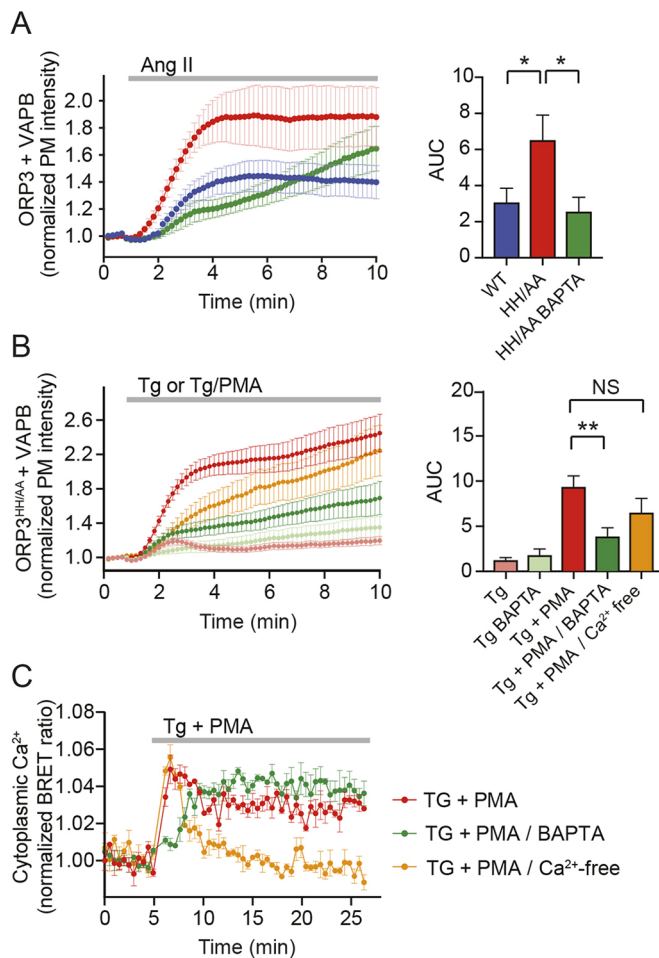 A
Ang II
ORP3 + VAPB
(normalized PM intensity)
2.0
1.8
1.6
1.4
1.2
1.0
0
2
4
6
8
10
Time (min)
AUC
10
8
6
4
2
0
*
*
WT
HH/AA
HH/AA BAPTA
B
Tg or Tg/PMA
ORP3HH/AA + VAPB
(normalized PM intensity)
2.6
2.2
1.8
1.4
1.0
0
2
4
6
8
10
Time (min)
AUC
20
15
10
5
0
NS
**
Tg
Tg BAPTA
Tg + PMA
Tg + PMA / BAPTA
Tg + PMA / Ca²⁺ free
C
Tg + PMA
Cytoplasmic Ca²⁺
(normalized BRET ratio)
1.08
1.06
1.04
1.02
1.00
0
5
10
15
20
25
Time (min)
TG + PMA
TG + PMA / BAPTA
TG + PMA / Ca²⁺-free